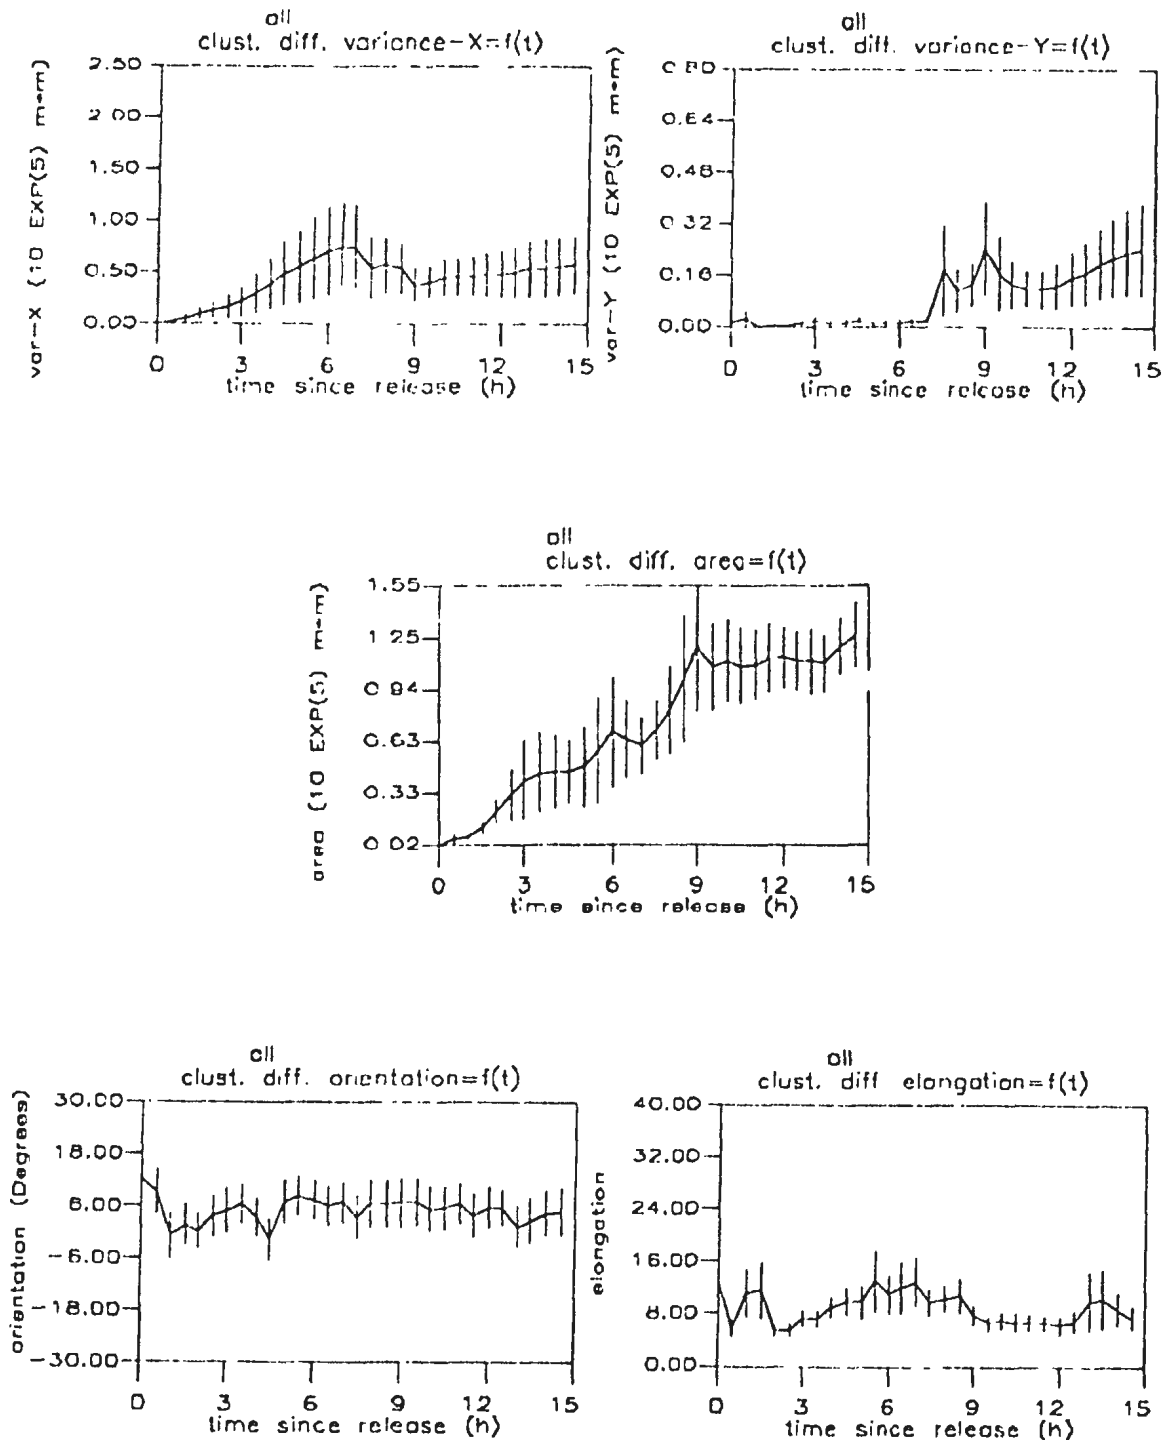 all
clust. diff. variance-X=f(t)
2.50
2 00
1.50
1.00
0.50
0.00
var-X (10 EXP(5) m*m)
0 3 6 9 12 15
time since release (h)
all
clust. diff. variance-Y=f(t)
0.80
0.64
0.48
0.32
0.16
0.00
var-Y (10 EXP(5) m*m)
0 3 6 9 12 15
time since release (h)
all
clust. diff. area=f(t)
1.55
1 25
0 94
0.63
0.33
0 02
area (10 EXP(5) m*m)
0 3 6 9 12 15
time since release (h)
all
clust. diff. orientation=f(t)
30.00
18.00
6.00
-6.00
-18.00
-30.00
orientation (Degrees)
0 3 6 9 12 15
time since release (h)
all
clust. diff elongation=f(t)
40.00
32.00
24.00
16.00
8.00
0.00
elongation
0 3 6 9 12 15
time since release (h)